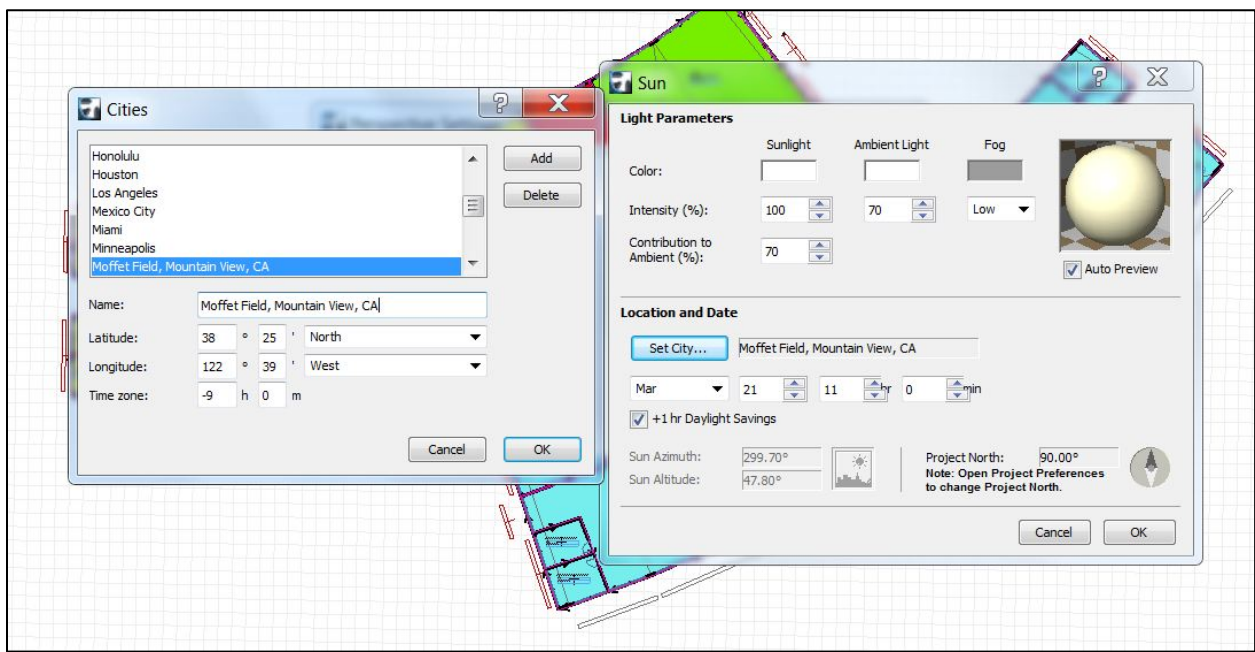 Cities
Honolulu
Houston
Los Angeles
Mexico City
Miami
Minneapolis
Moffet Field, Mountain View, CA
Add
Delete
Name: Moffet Field, Mountain View, CA
Latitude: 38 ° 25 ' North
Longitude: 122 ° 39 ' West
Time zone: -9 h 0 m
Cancel OK
Sun
Light Parameters
Sunlight Ambient Light Fog
Color:
Intensity (%): 100 70 Low
Contribution to
Ambient (%): 70
Auto Preview
Location and Date
Set City... Moffet Field, Mountain View, CA
Mar 21 11 hr 0 min
+1 hr Daylight Savings
Sun Azimuth: 299.70°
Sun Altitude: 47.80°
Project North: 90.00°
Note: Open Project Preferences
to change Project North.
Cancel OK